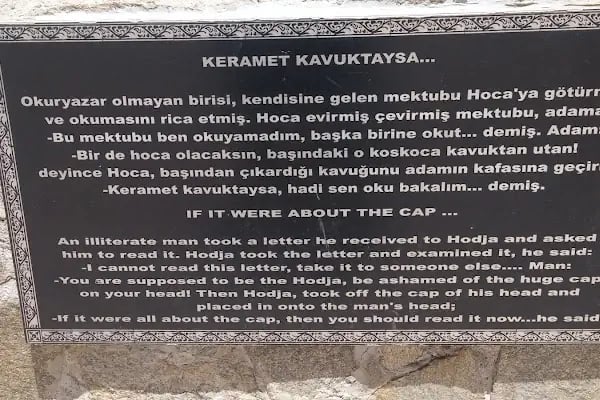 KERAMET KAVUKTAYSA...
Okuryazar olmayan birisi, kendisine gelen mektubu Hoca'ya götürm
ve okumasını rica etmiş. Hoca evirmiş çevirmiş mektubu, adama
-Bu mektubu ben okuyamadım, başka birine okut... demiş. Adam
-Bir de hoca olacaksın, başındaki o koskoca kavuktan utan!
deyince Hoca, başından çıkardığı kavuğunu adamın kafasına geçir
-Keramet kavuktaysa, hadi sen oku bakalım... demiş.
IF IT WERE ABOUT THE CAP ...
An illiterate man took a letter he received to Hodja and asked
him to read it. Hodja took the letter and examined it, he said:
-I cannot read this letter, take it to someone else.... Man:
-You are supposed to be the Hodja, be ashamed of the huge cap
on your head! Then Hodja, took off the cap of his head and
placed in onto the man's head;
-If it were all about the cap, then you should read it now...he said